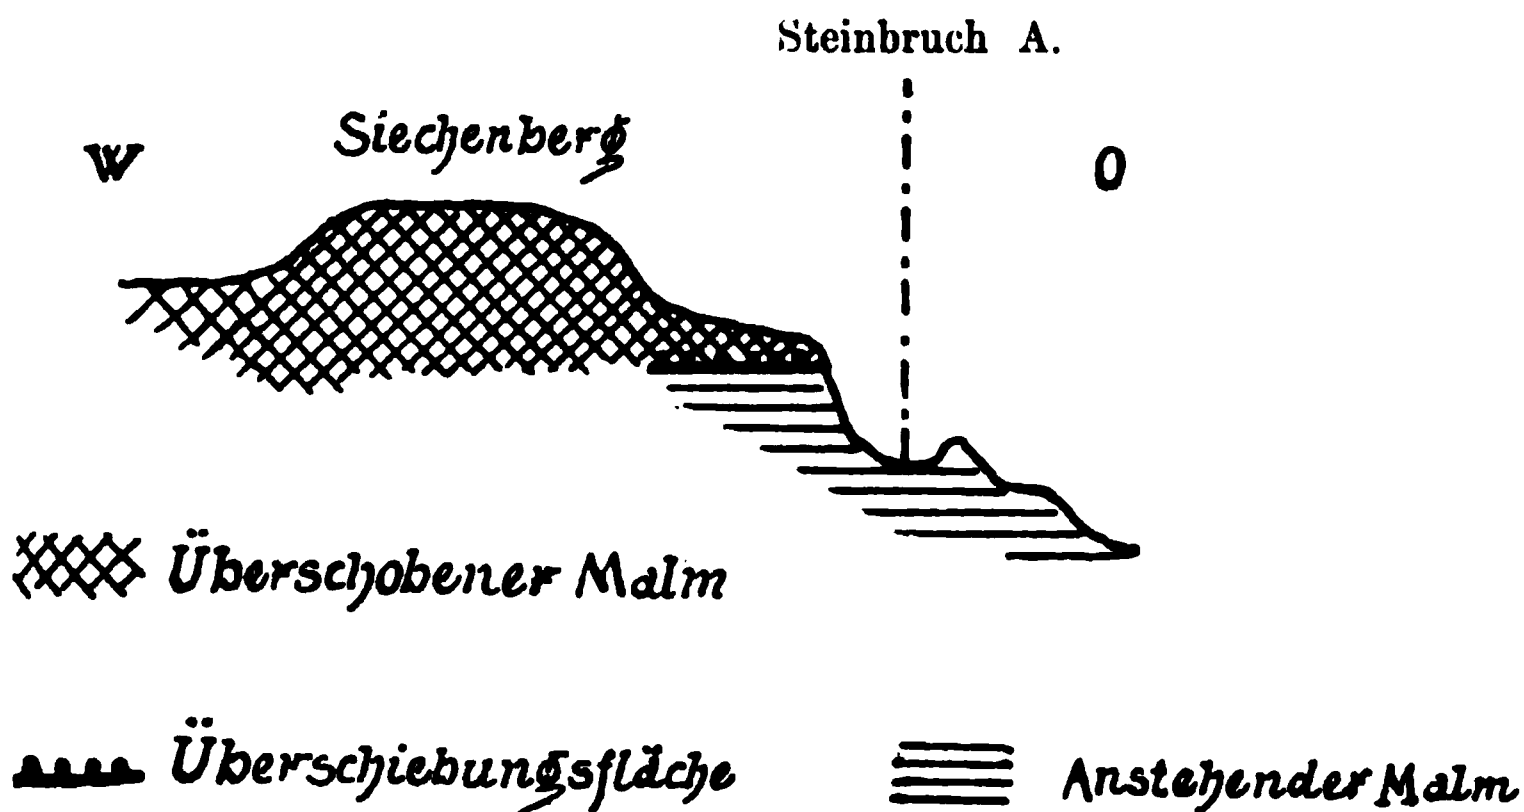 Steinbruch A.
Siechenberg
W
O
Überschobener Malm
Überschiebungsfläche
Anstehender Malm